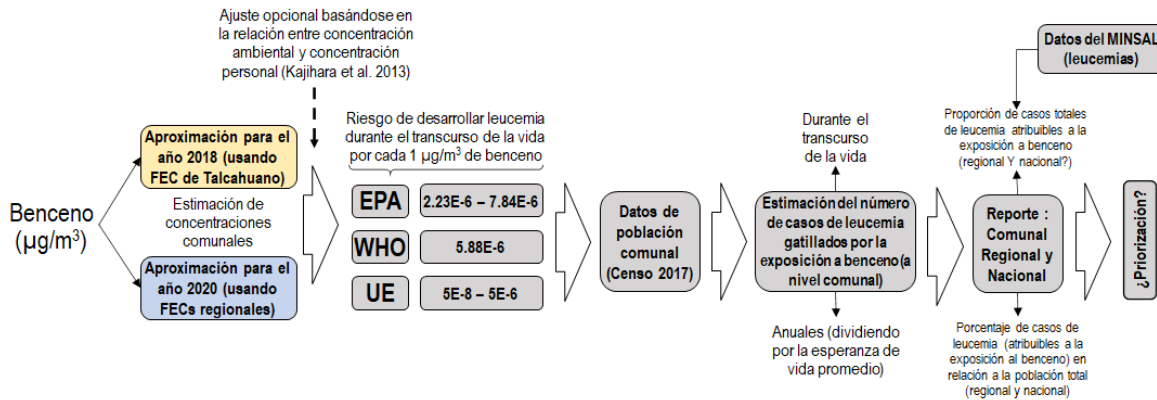 Ajuste opcional basándose en
la relación entre concentración
ambiental y concentración
personal (Kajihara et al. 2013)
Benceno
(µg/m³)
Aproximación para el
año 2018 (usando
FEC de Talcahuano)
Estimación de
concentraciones
comunales
Aproximación para el
año 2020 (usando
FECs regionales)
Riesgo de desarrollar leucemia
durante el transcurso de la vida
por cada 1 µg/m³ de benceno
EPA
2.23E-6 – 7.84E-6
WHO
5.88E-6
UE
5E-8 – 5E-6
Datos de
población
comunal
(Censo 2017)
Durante el
transcurso
de la vida
Estimación del número
de casos de leucemia
gatillados por la
exposición a benceno (a
nivel comunal)
Anuales (dividiendo
por la esperanza de
vida promedio)
Datos del MINSAL
(leucemias)
Proporción de casos totales
de leucemia atribuibles a la
exposición a benceno
(regional Y nacional?)
Reporte :
Comunal
Regional y
Nacional
Porcentaje de casos de
leucemia (atribuibles a la
exposición al benceno) en
relación a la población total
(regional y nacional)
¿Priorización?